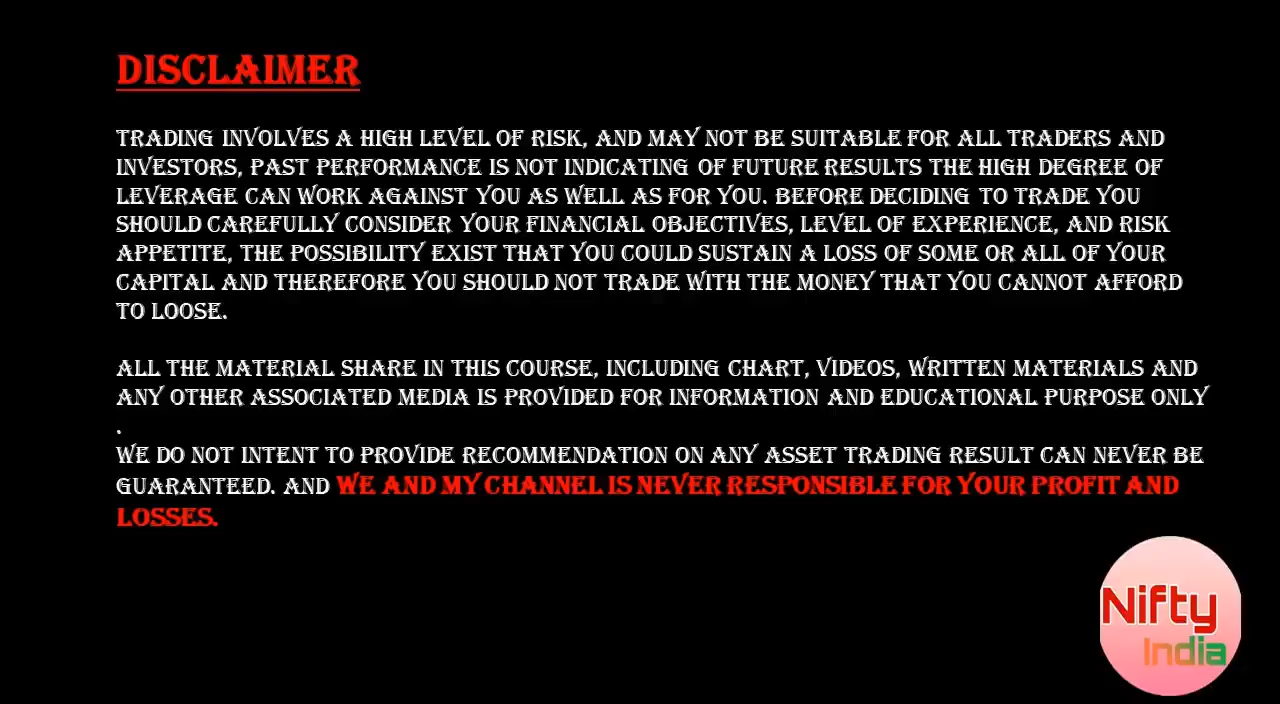 DISCLAIMER
TRADING INVOLVES A HIGH LEVEL OF RISK, AND MAY NOT BE SUITABLE FOR ALL TRADERS AND
INVESTORS, PAST PERFORMANCE IS NOT INDICATING OF FUTURE RESULTS THE HIGH DEGREE OF
LEVERAGE CAN WORK AGAINST YOU AS WELL AS FOR YOU. BEFORE DECIDING TO TRADE YOU
SHOULD CAREFULLY CONSIDER YOUR FINANCIAL OBJECTIVES, LEVEL OF EXPERIENCE, AND RISK
APPETITE, THE POSSIBILITY EXIST THAT YOU COULD SUSTAIN A LOSS OF SOME OR ALL OF YOUR
CAPITAL AND THEREFORE YOU SHOULD NOT TRADE WITH THE MONEY THAT YOU CANNOT AFFORD
TO LOOSE.
ALL THE MATERIAL SHARE IN THIS COURSE, INCLUDING CHART, VIDEOS, WRITTEN MATERIALS AND
ANY OTHER ASSOCIATED MEDIA IS PROVIDED FOR INFORMATION AND EDUCATIONAL PURPOSE ONLY
.
WE DO NOT INTENT TO PROVIDE RECOMMENDATION ON ANY ASSET TRADING RESULT CAN NEVER BE
GUARANTEED. AND WE AND MY CHANNEL IS NEVER RESPONSIBLE FOR YOUR PROFIT AND
LOSSES.
Nifty
India